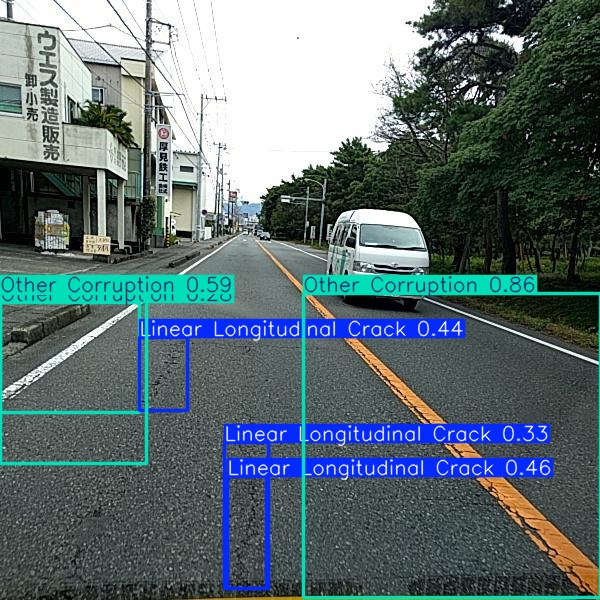 ウエス製造販売
卸・小売
厚見鉄工
Other Corruption 0.59
Other Corruption 0.28
Other Corruption 0.86
Linear Longitudinal Crack 0.44
Linear Longitudinal Crack 0.33
Linear Longitudinal Crack 0.46